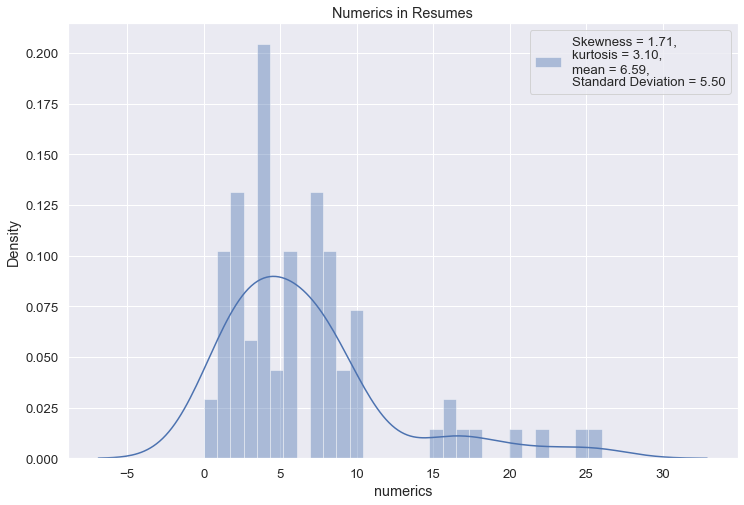 Numerics in Resumes
Skewness = 1.71,
kurtosis = 3.10,
mean = 6.59,
Standard Deviation = 5.50
0.200
0.175
0.150
0.125
0.100
0.075
0.050
0.025
0.000
Density
−5 0 5 10 15 20 25 30
numerics